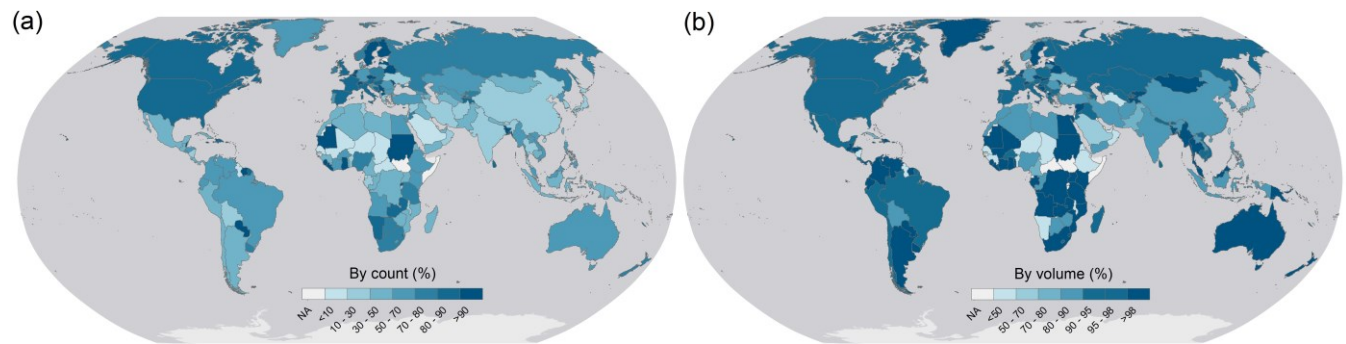 (a)
(b)
By count (%)
NA
<10
10 - 30
30 - 50
50 - 70
70 - 80
80 - 90
>90
By volume (%)
NA
<50
50 - 70
70 - 80
80 - 90
90 - 95
95 - 98
>98